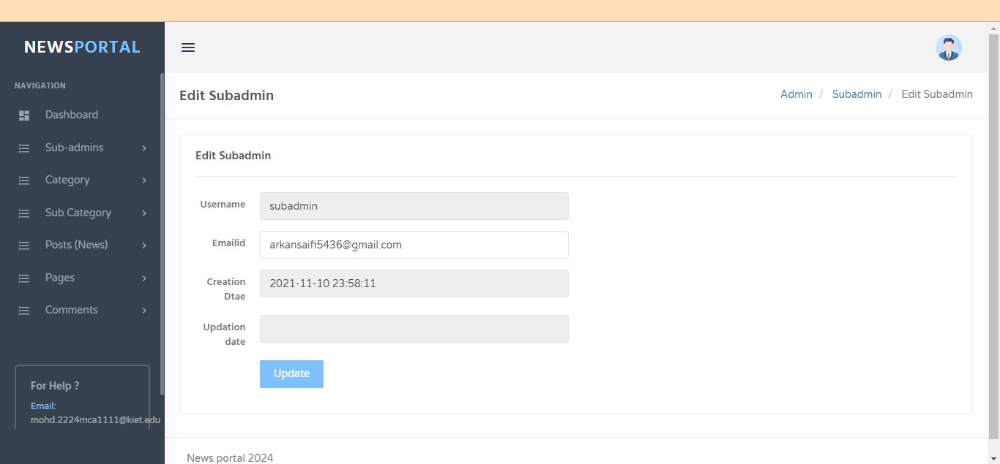 NEWSPORTAL
NAVIGATION
Dashboard
Sub-admins
Category
Sub Category
Posts (News)
Pages
Comments
For Help ?
Email:
mohd.2224mca1111@kiet.edu
Edit Subadmin
Admin / Subadmin / Edit Subadmin
Edit Subadmin
Username
subadmin
Emailid
arkansaifi5436@gmail.com
Creation
Dtae
2021-11-10 23:58:11
Updation
date
Update
News portal 2024